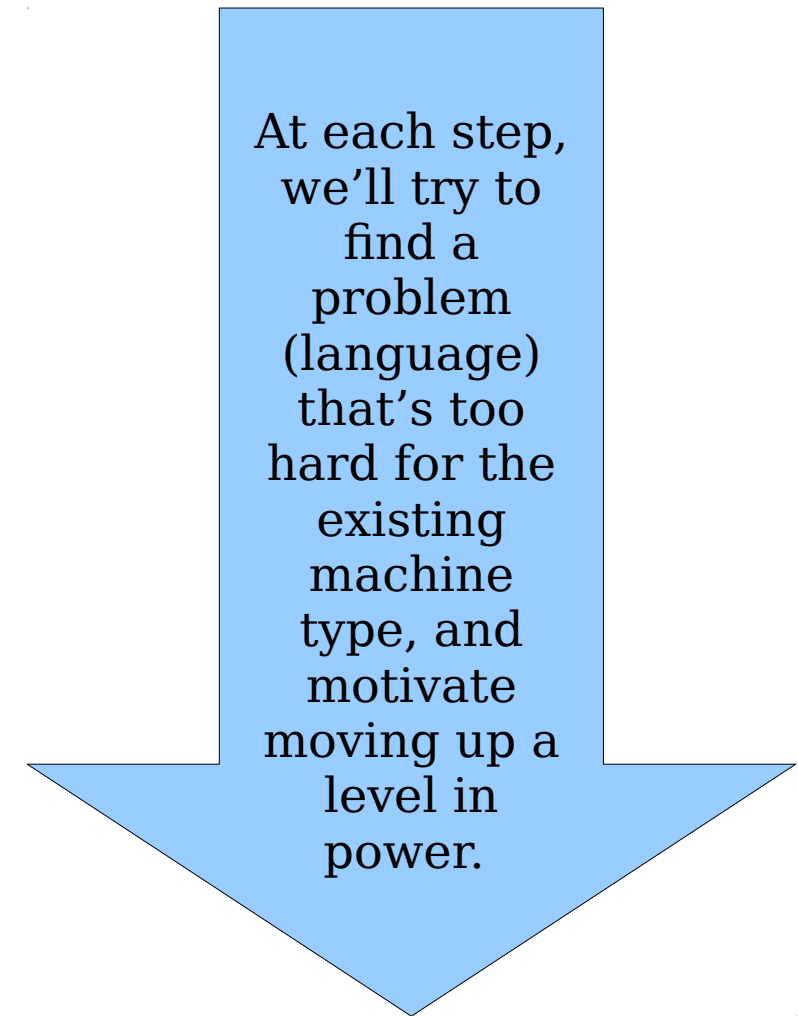 At each step,
we’ll try to
find a
problem
(language)
that’s too
hard for the
existing
machine
type, and
motivate
moving up a
level in
power.